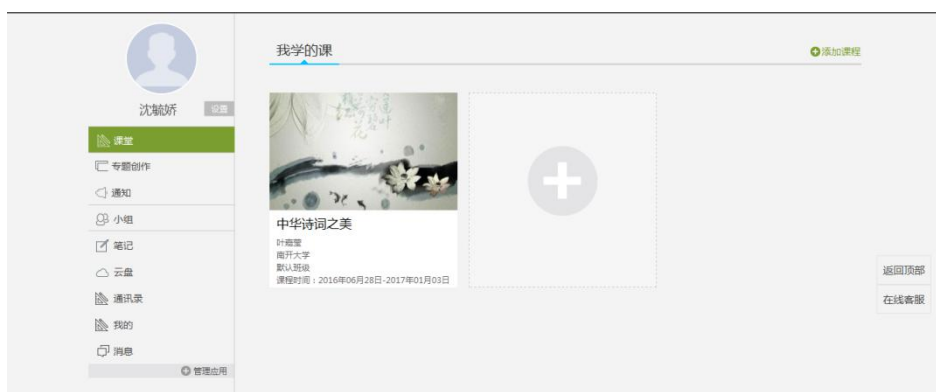 我学的课
添加课程
沈毓娇
设置
课堂
专题创作
通知
小组
笔记
云盘
通讯录
我的
消息
管理应用
中华诗词之美
叶嘉莹
南开大学
默认班级
课程时间：2016年06月28日-2017年01月03日
返回顶部
在线客服